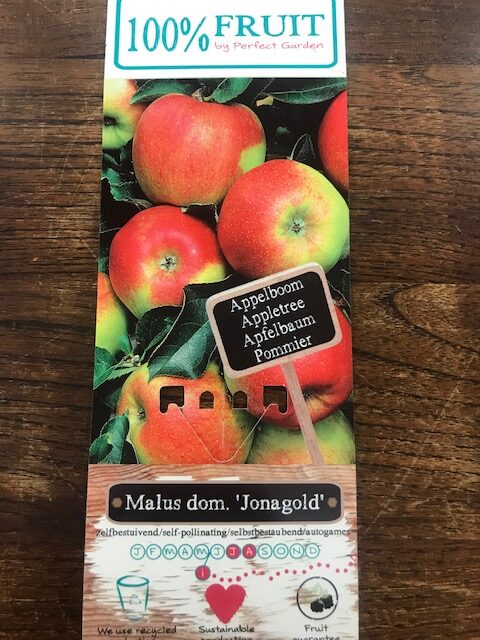 100% FRUIT
by Perfect Garden
Appelboom
Appletree
Apfelbaum
Pommier
Malus dom. 'Jonagold'
Zelfbestuivend/self-pollinating/selbstbestaubend/autogames
J F M A M J J A S O N D
i
We use recycled
Sustainable
Fruit
guarantee